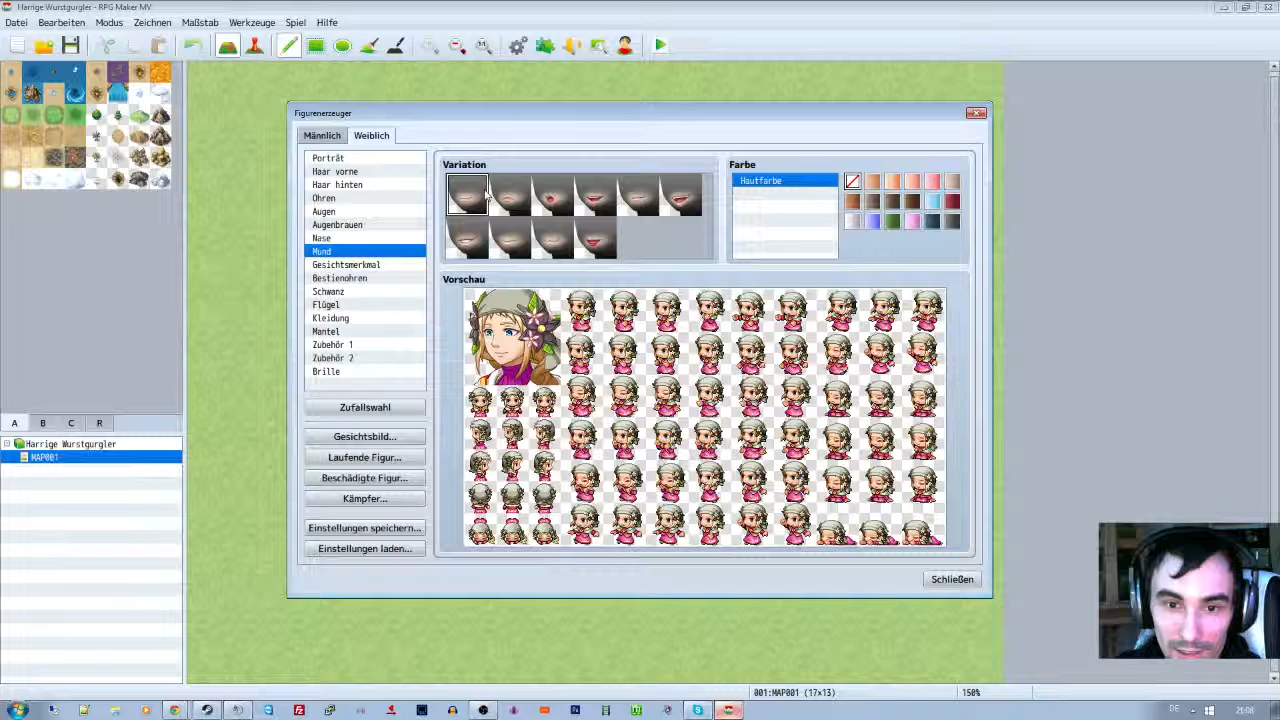 Harrige Wurstgurgler - RPG Maker MV
Datei Bearbeiten Modus Zeichnen Maßstab Werkzeuge Spiel Hilfe
Figurenerzeuger
Männlich Weiblich
Porträt
Haar vorne
Haar hinten
Ohren
Augen
Augenbrauen
Nase
Mund
Gesichtsmerkmal
Bestienohren
Schwanz
Flügel
Kleidung
Mantel
Zubehör 1
Zubehör 2
Brille
Zufallswahl
Gesichtsbild...
Laufende Figur...
Beschädigte Figur...
Kämpfer...
Einstellungen speichern...
Einstellungen laden...
Variation
Farbe
Hautfarbe
Vorschau
Schließen
A B C R
Harrige Wurstgurgler
MAP001
001:MAP001 (17x13) 150%
DE 21:08